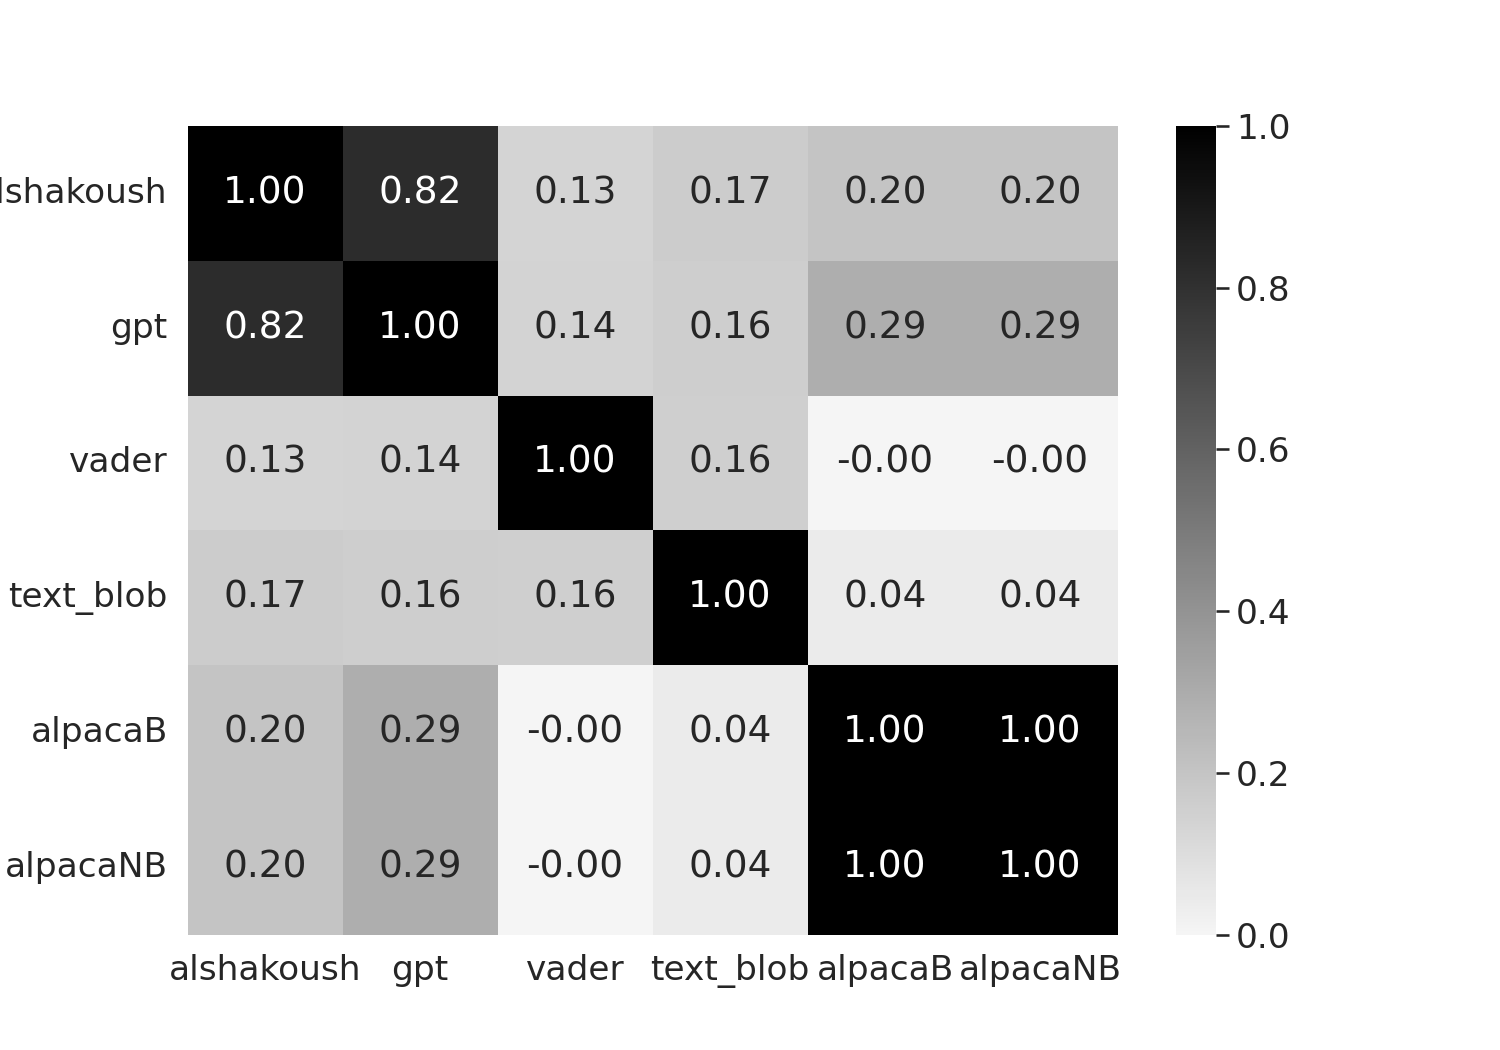 1.0
lshakoush 1.00 0.82 0.13 0.17 0.20 0.20
0.8
gpt 0.82 1.00 0.14 0.16 0.29 0.29
vader 0.13 0.14 1.00 0.16 -0.00 -0.00
0.6
text_blob 0.17 0.16 0.16 1.00 0.04 0.04
0.4
alpacaB 0.20 0.29 -0.00 0.04 1.00 1.00
0.2
alpacaNB 0.20 0.29 -0.00 0.04 1.00 1.00
0.0
alshakoush gpt vader text_blob alpacaB alpacaNB